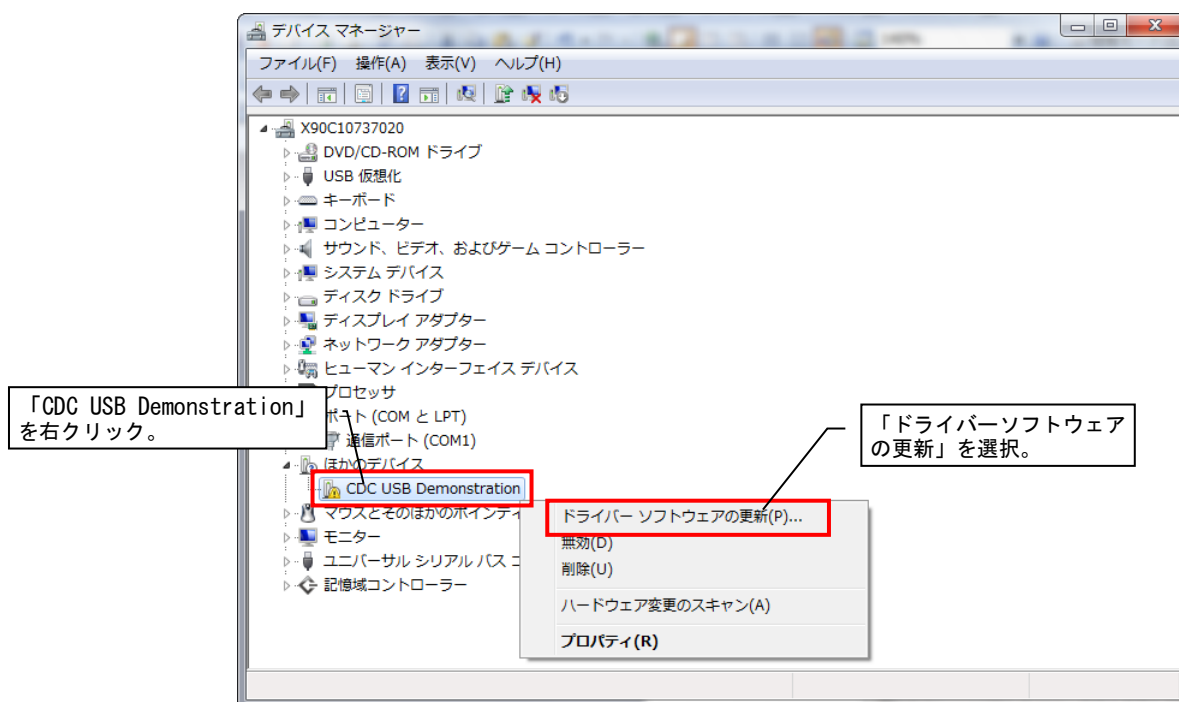 デバイス マネージャー
ファイル(F) 操作(A) 表示(V) ヘルプ(H)
X90C10737020
DVD/CD-ROM ドライブ
USB 仮想化
キーボード
コンピューター
サウンド、ビデオ、およびゲーム コントローラー
システム デバイス
ディスク ドライブ
ディスプレイ アダプター
ネットワーク アダプター
ヒューマン インターフェイス デバイス
プロセッサ
ポート (COM と LPT)
通信ポート (COM1)
ほかのデバイス
CDC USB Demonstration
マウスとそのほかのポインティ
モニター
ユニバーサル シリアル バス コ
記憶域コントローラー
「CDC USB Demonstration」
を右クリック。
「ドライバーソフトウェア
の更新」を選択。
ドライバー ソフトウェアの更新(P)...
無効(D)
削除(U)
ハードウェア変更のスキャン(A)
プロパティ(R)